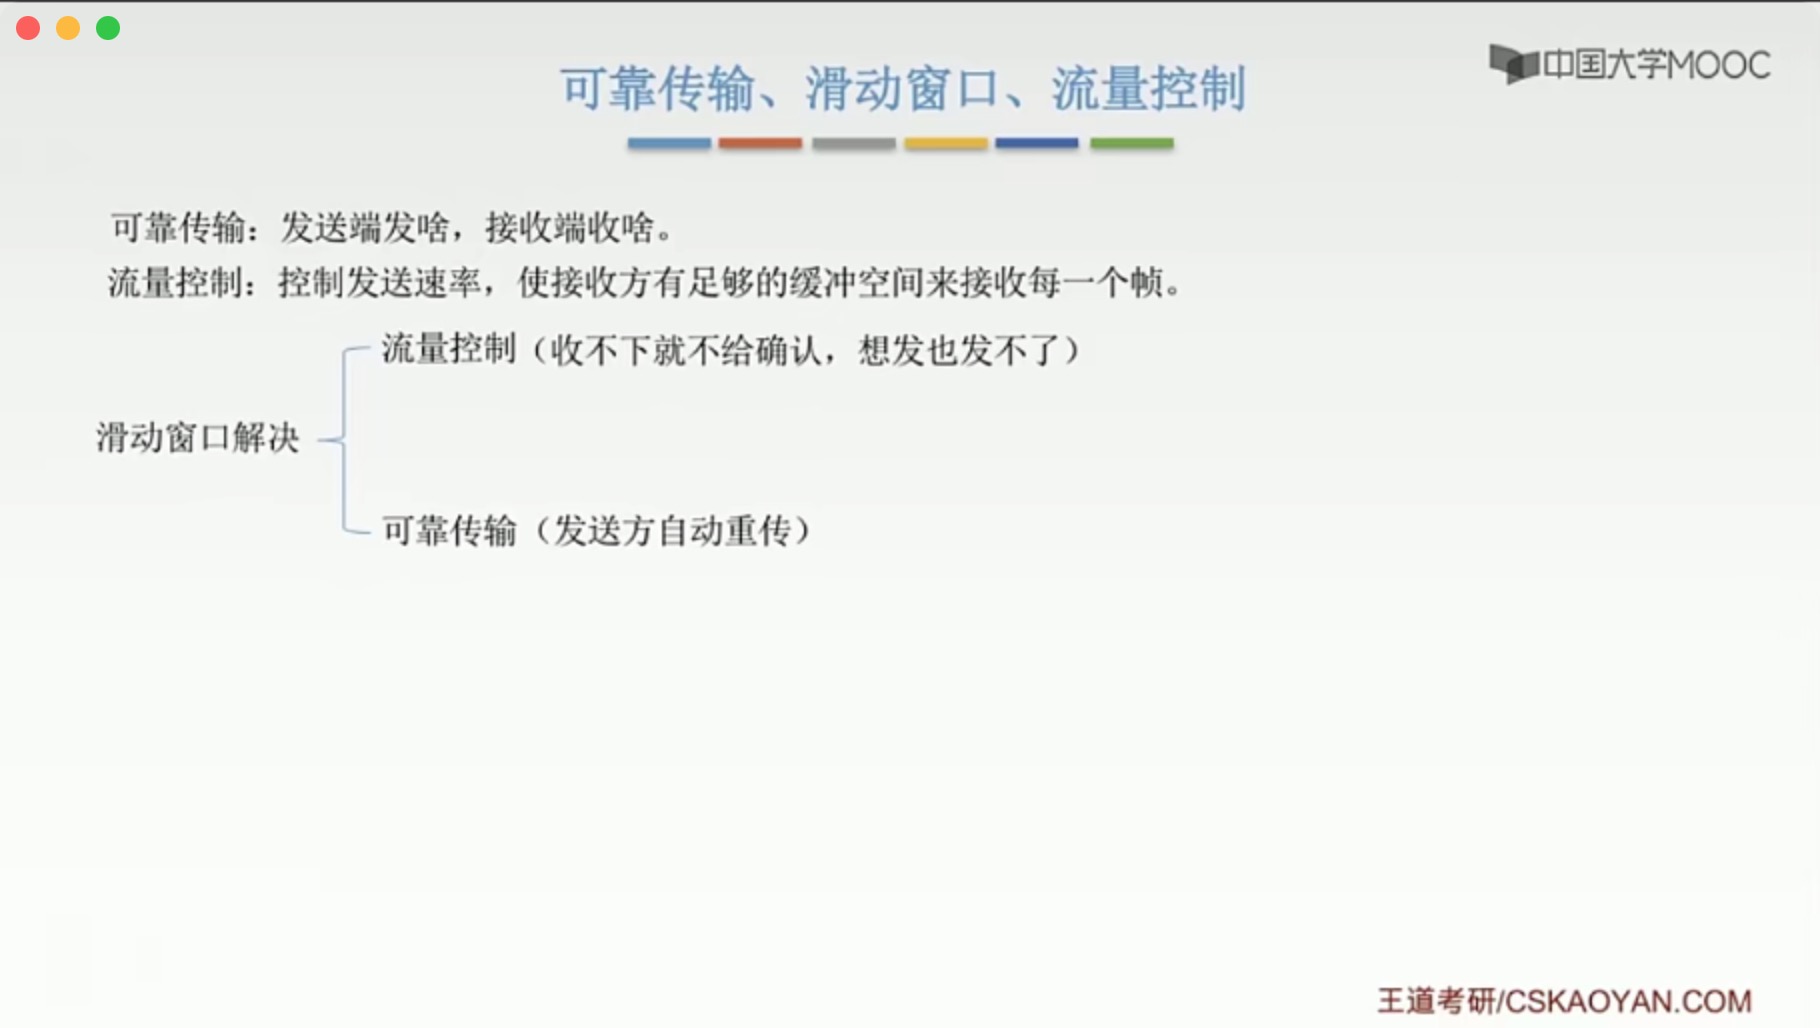 中国大学MOOC
可靠传输、滑动窗口、流量控制
可靠传输：发送端发啥，接收端收啥。
流量控制：控制发送速率，使接收方有足够的缓冲空间来接收每一个帧。
流量控制（收不下就不给确认，想发也发不了）
滑动窗口解决
可靠传输（发送方自动重传）
王道考研/CSKAOYAN.COM